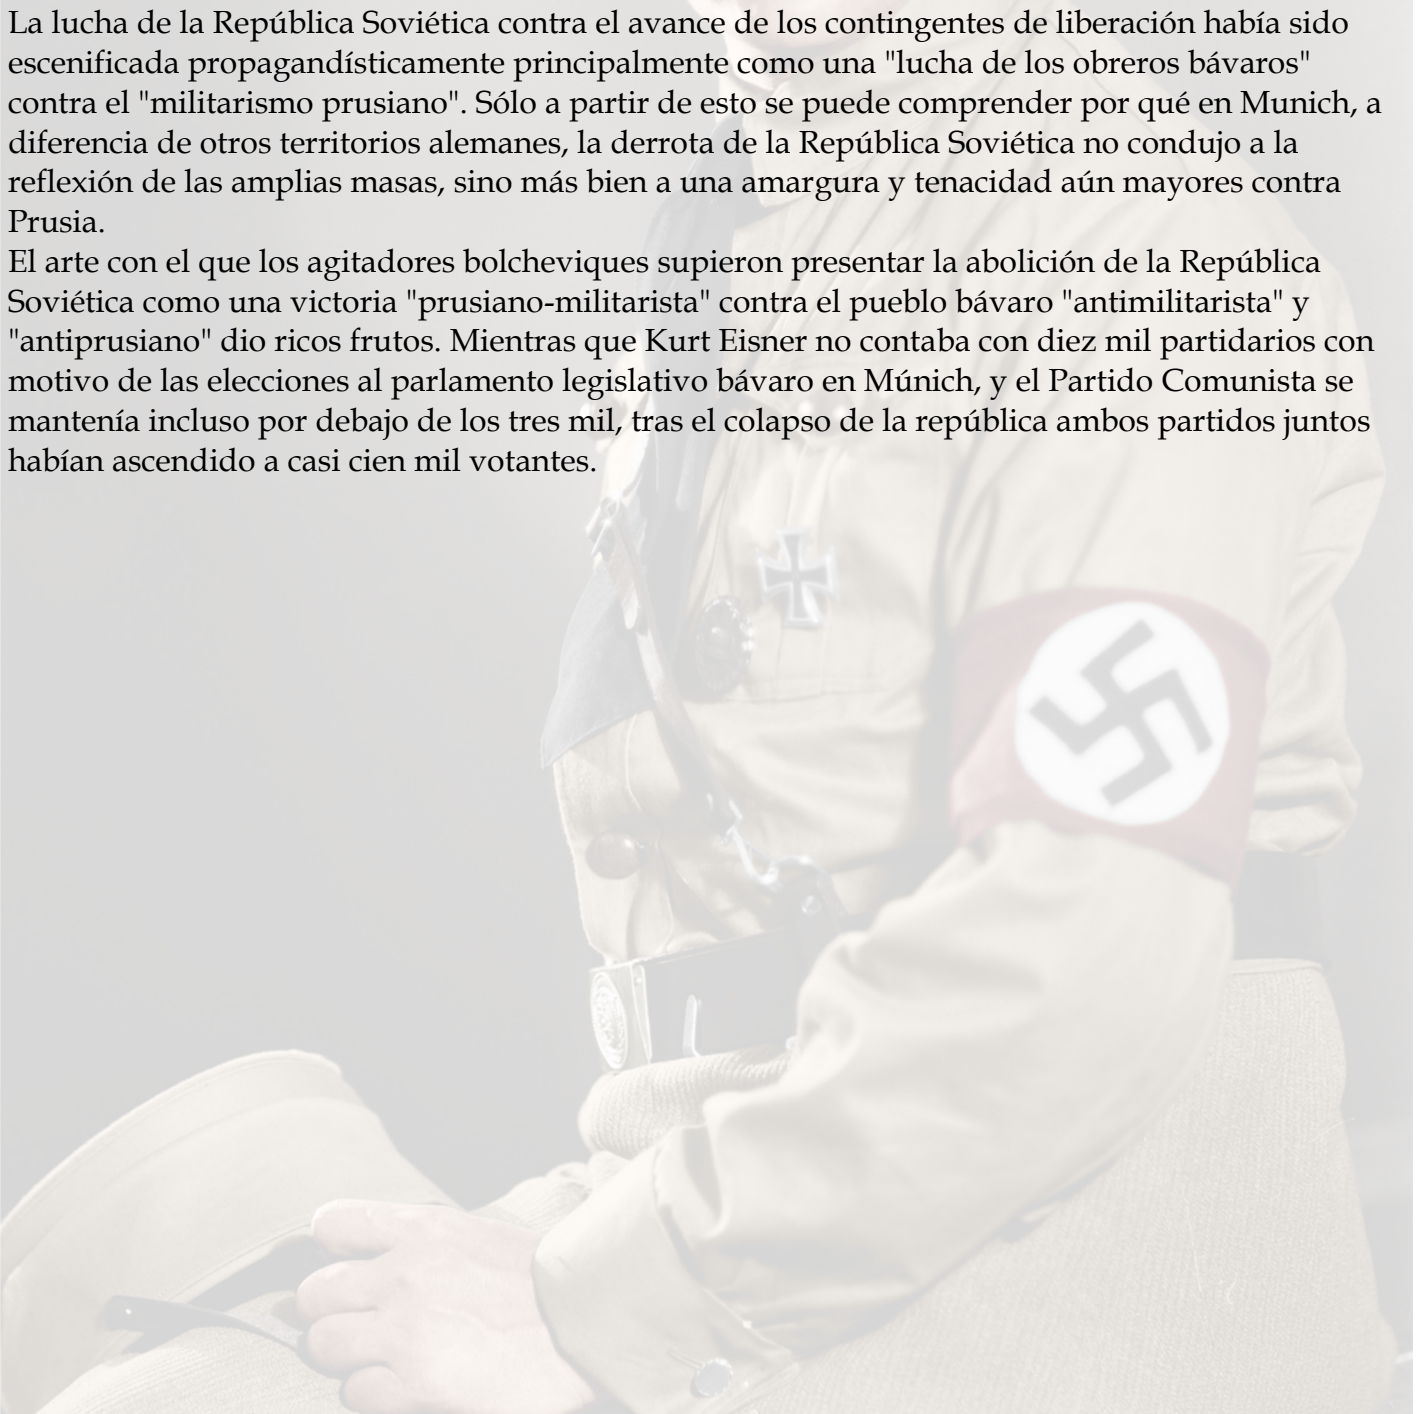 La lucha de la República Soviética contra el avance de los contingentes de liberación había sido
escenificada propagandísticamente principalmente como una "lucha de los obreros bávaros"
contra el "militarismo prusiano". Sólo a partir de esto se puede comprender por qué en Munich, a
diferencia de otros territorios alemanes, la derrota de la República Soviética no condujo a la
reflexión de las amplias masas, sino más bien a una amargura y tenacidad aún mayores contra
Prusia.
El arte con el que los agitadores bolcheviques supieron presentar la abolición de la República
Soviética como una victoria "prusiano-militarista" contra el pueblo bávaro "antimilitarista" y
"antiprusiano" dio ricos frutos. Mientras que Kurt Eisner no contaba con diez mil partidarios con
motivo de las elecciones al parlamento legislativo bávaro en Múnich, y el Partido Comunista se
mantenía incluso por debajo de los tres mil, tras el colapso de la república ambos partidos juntos
habían ascendido a casi cien mil votantes.